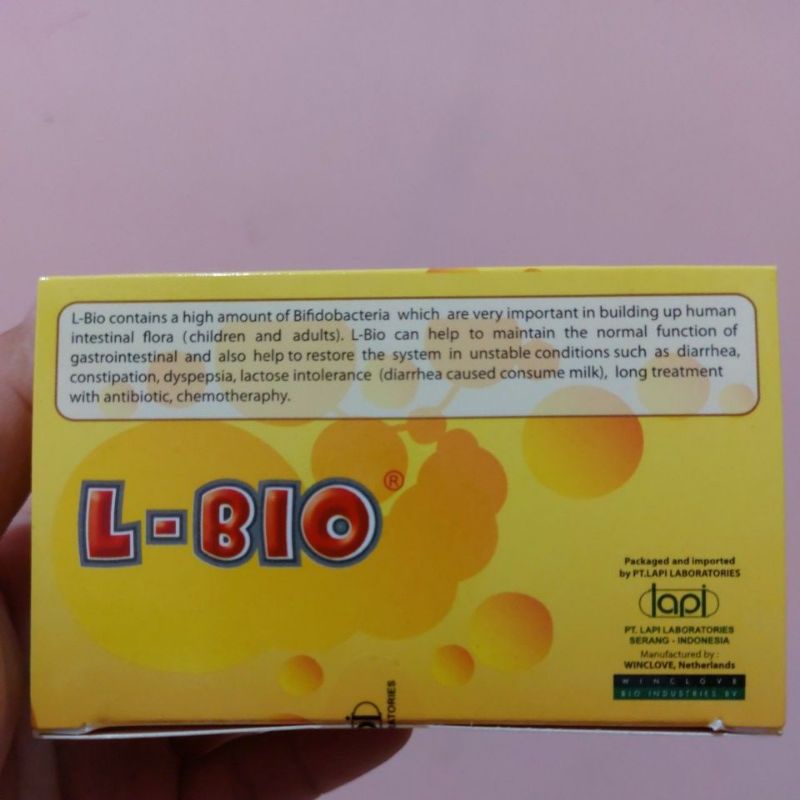 L-Bio contains a high amount of Bifidobacteria which are very important in building up human
intestinal flora (children and adults). L-Bio can help to maintain the normal function of
gastrointestinal and also help to restore the system in unstable conditions such as diarrhea,
constipation, dyspepsia, lactose intolerance (diarrhea caused consume milk), long treatment
with antibiotic, chemotheraphy.
L-BIO®
Packaged and imported
by PT.LAPI LABORATORIES
lapi
PT. LAPI LABORATORIES
SERANG - INDONESIA
Manufactured by :
WINCLOVE, Netherlands
WINCLOVE
BIO INDUSTRIES BV